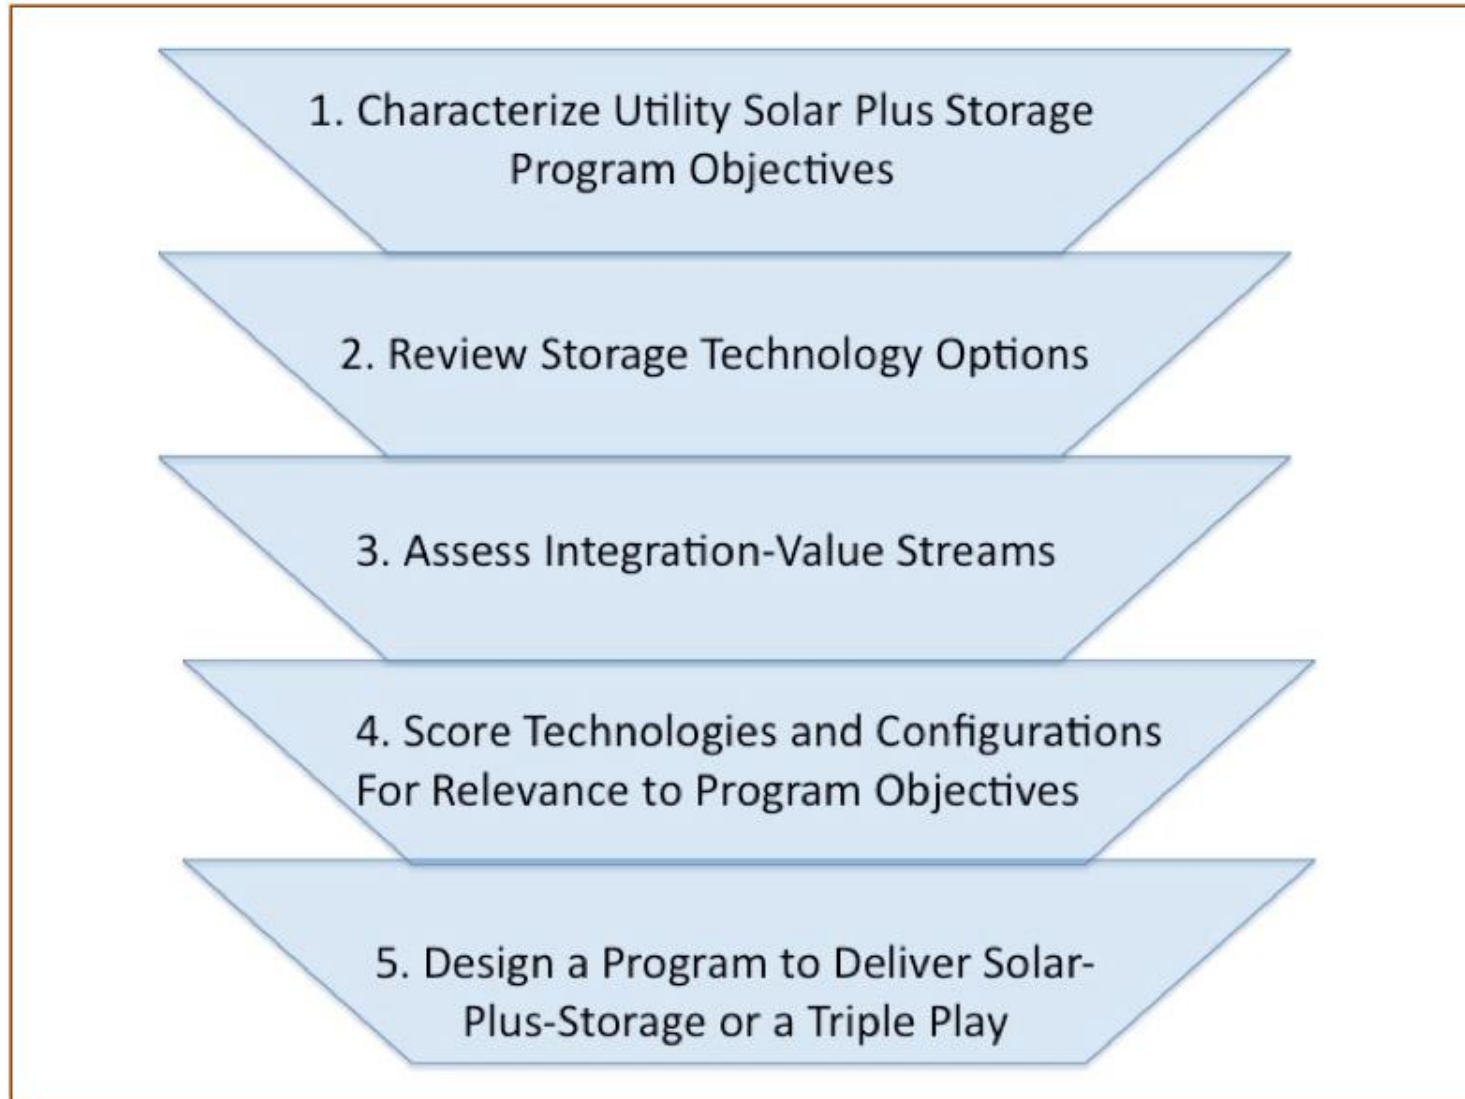 1. Characterize Utility Solar Plus Storage
Program Objectives
2. Review Storage Technology Options
3. Assess Integration-Value Streams
4. Score Technologies and Configurations
For Relevance to Program Objectives
5. Design a Program to Deliver Solar-
Plus-Storage or a Triple Play